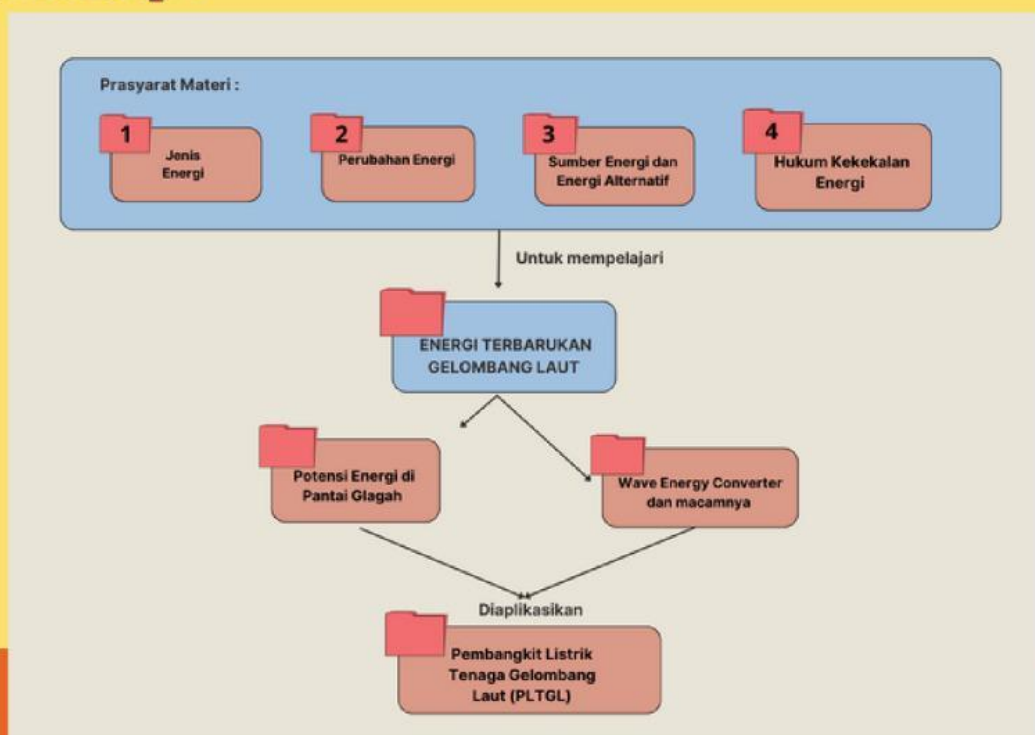 Prasyarat Materi :
1
Jenis
Energi
2
Perubahan Energi
3
Sumber Energi dan
Energi Alternatif
4
Hukum Kekekalan
Energi
Untuk mempelajari
ENERGI TERBARUKAN
GELOMBANG LAUT
Potensi Energi di
Pantai Glagah
Wave Energy Converter
dan macamnya
Diaplikasikan
Pembangkit Listrik
Tenaga Gelombang
Laut (PLTGL)